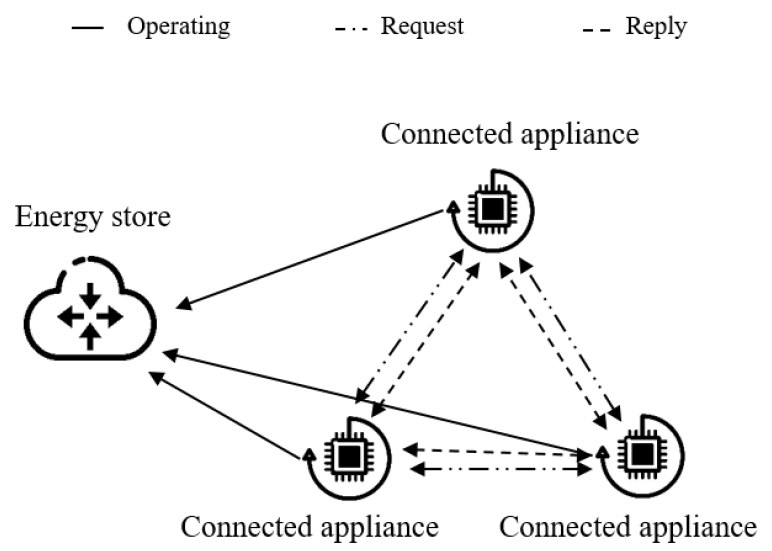 Operating
Request
Reply
Connected appliance
Energy store
Connected appliance
Connected appliance